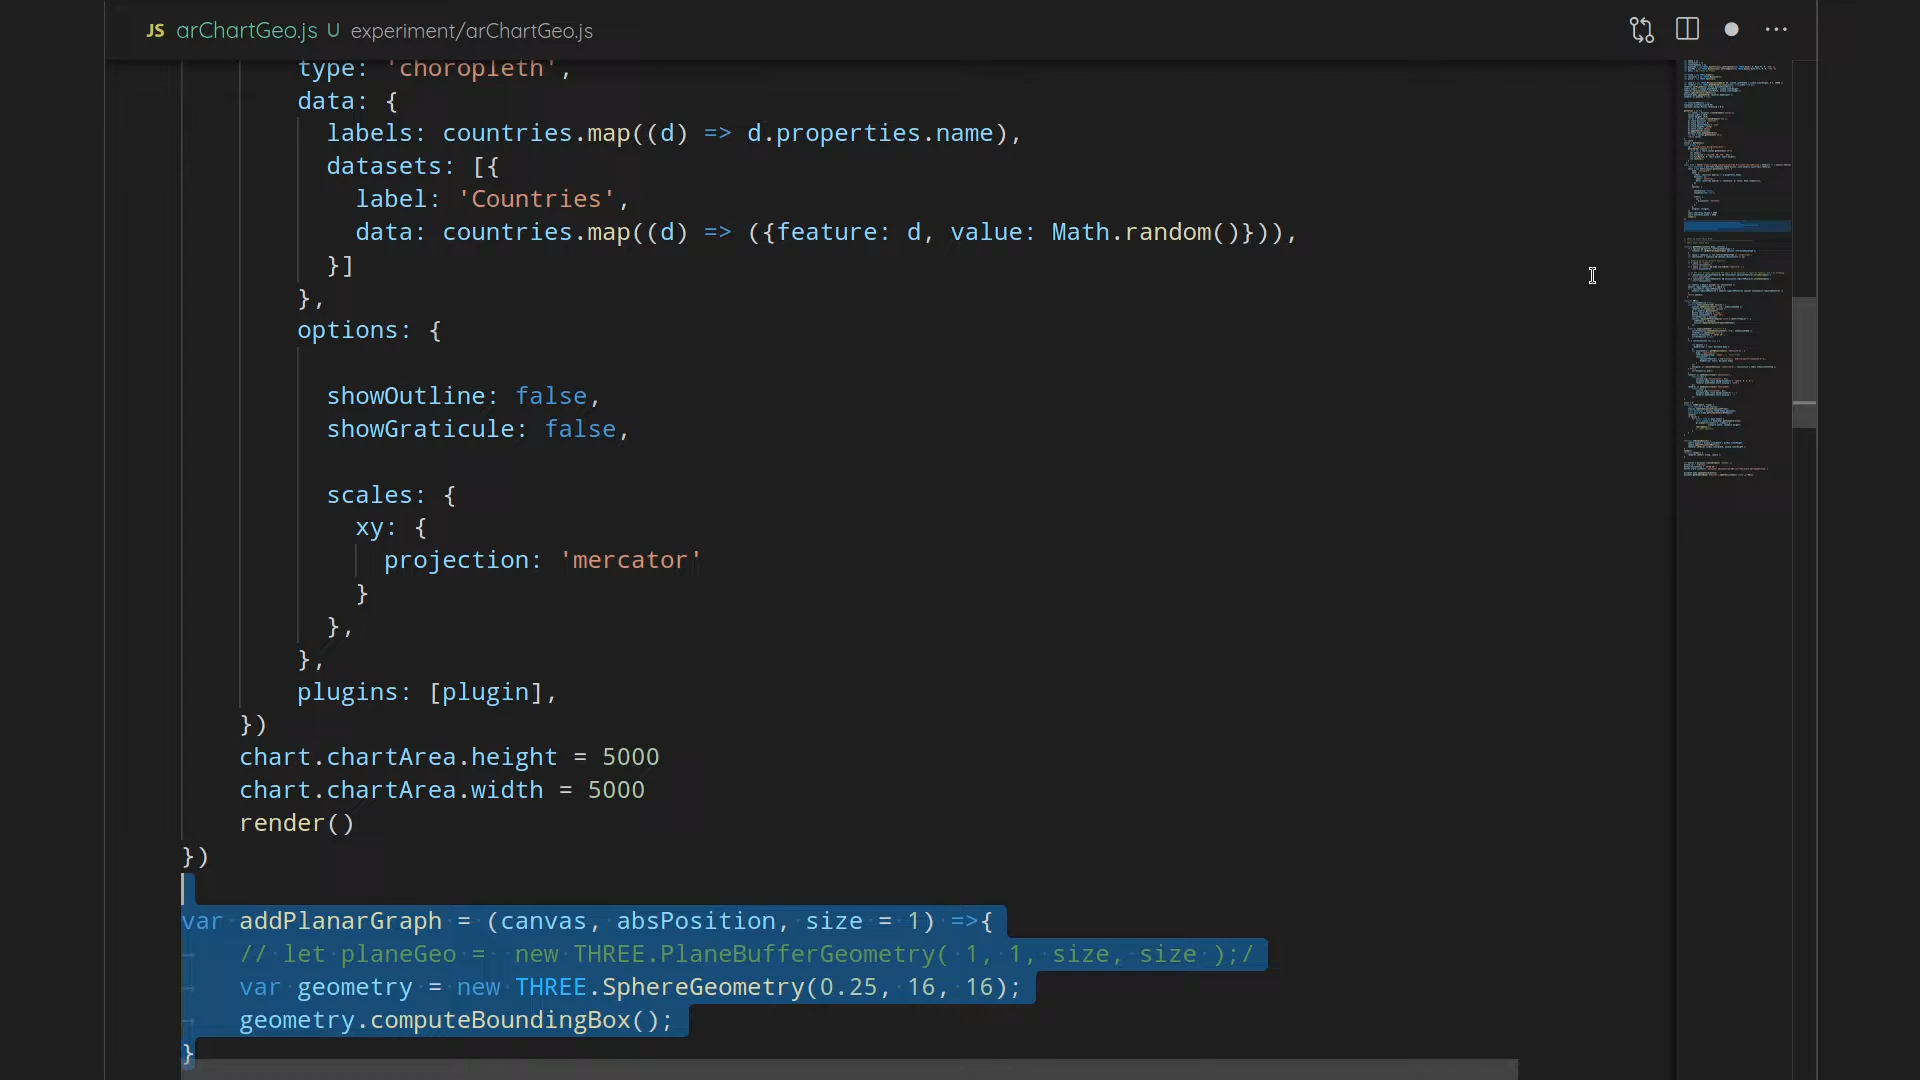 JS arChartGeo.js U experiment/arChartGeo.js
type: 'choropleth',
data: {
labels: countries.map((d) => d.properties.name),
datasets: [{
label: 'Countries',
data: countries.map((d) => ({feature: d, value: Math.random()})),
}]
},
options: {
showOutline: false,
showGraticule: false,
scales: {
xy: {
projection: 'mercator'
}
},
},
plugins: [plugin],
})
chart.chartArea.height = 5000
chart.chartArea.width = 5000
render()
})
var addPlanarGraph = (canvas, absPosition, size = 1) =>{
// let planeGeo =  new THREE.PlaneBufferGeometry( 1, 1, size, size );/
var geometry = new THREE.SphereGeometry(0.25, 16, 16);
geometry.computeBoundingBox();
}